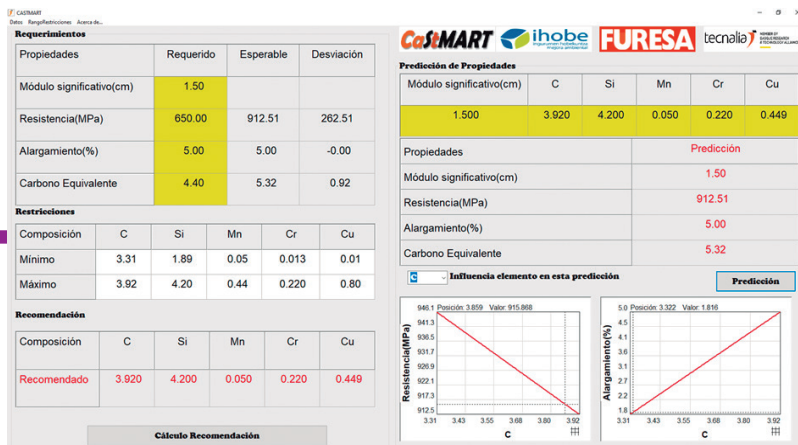 CASTMART
Datos RangoRestricciones Acerca de...
Requerimientos
Propiedades Requerido Esperable Desviación
Módulo significativo(cm) 1.50
Resistencia(MPa) 650.00 912.51 262.51
Alargamiento(%) 5.00 5.00 -0.00
Carbono Equivalente 4.40 5.32 0.92
Restricciones
Composición C Si Mn Cr Cu
Mínimo 3.31 1.89 0.05 0.013 0.01
Máximo 3.92 4.20 0.44 0.220 0.80
Recomendación
Composición C Si Mn Cr Cu
Recomendado 3.920 4.200 0.050 0.220 0.449
Cálculo Recomendación
CaStMART ihobe FURESA tecnalia
Predicción de Propiedades
Módulo significativo(cm) C Si Mn Cr Cu
1.500 3.920 4.200 0.050 0.220 0.449
Propiedades Predicción
Módulo significativo(cm) 1.50
Resistencia(MPa) 912.51
Alargamiento(%) 5.00
Carbono Equivalente 5.32
C Influencia elemento en esta predicción
Predicción
Resistencia(MPa)
946.1 Posición: 3.859 Valor: 915.868
941.3
936.5
931.7
926.9
922.1
917.3
912.5
3.31 3.43 3.55 3.68 3.80 3.92
C
Alargamiento(%)
5.0 Posición: 3.322 Valor: 1.816
4.5
4.1
3.6
3.1
2.7
2.2
1.8
3.31 3.43 3.55 3.68 3.80 3.92
C